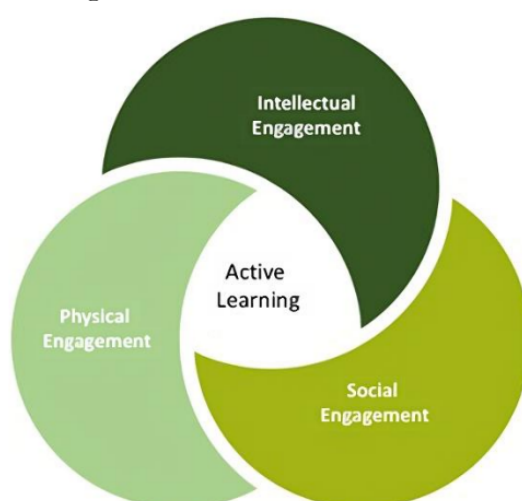 Intellectual
Engagement
Active
Learning
Physical
Engagement
Social
Engagement